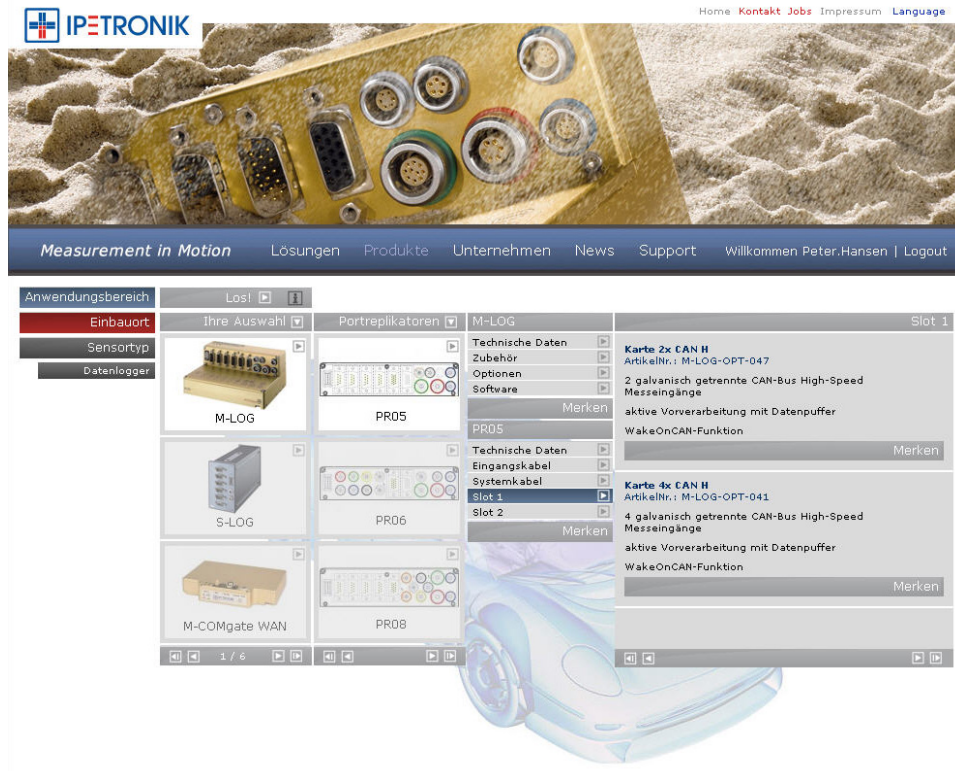 Home Kontakt Jobs Impressum Language
IPETRONIK
Measurement in Motion Lösungen Produkte Unternehmen News Support Willkommen Peter.Hansen | Logout
Anwendungsbereich
Einbauort
Sensortyp
Datenlogger
Los!
Ihre Auswahl
M-LOG
S-LOG
M-COMgate WAN
1 / 6
Portreplikatoren
PR05
PR06
PR08
M-LOG
Technische Daten
Zubehör
Optionen
Software
Merken
PR05
Technische Daten
Eingangskabel
Systemkabel
Slot 1
Slot 2
Merken
Slot 1
Karte 2x CAN H
ArtikelNr.: M-LOG-OPT-047
2 galvanisch getrennte CAN-Bus High-Speed
Messeingänge
aktive Vorverarbeitung mit Datenpuffer
WakeOnCAN-Funktion
Merken
Karte 4x CAN H
ArtikelNr.: M-LOG-OPT-041
4 galvanisch getrennte CAN-Bus High-Speed
Messeingänge
aktive Vorverarbeitung mit Datenpuffer
WakeOnCAN-Funktion
Merken